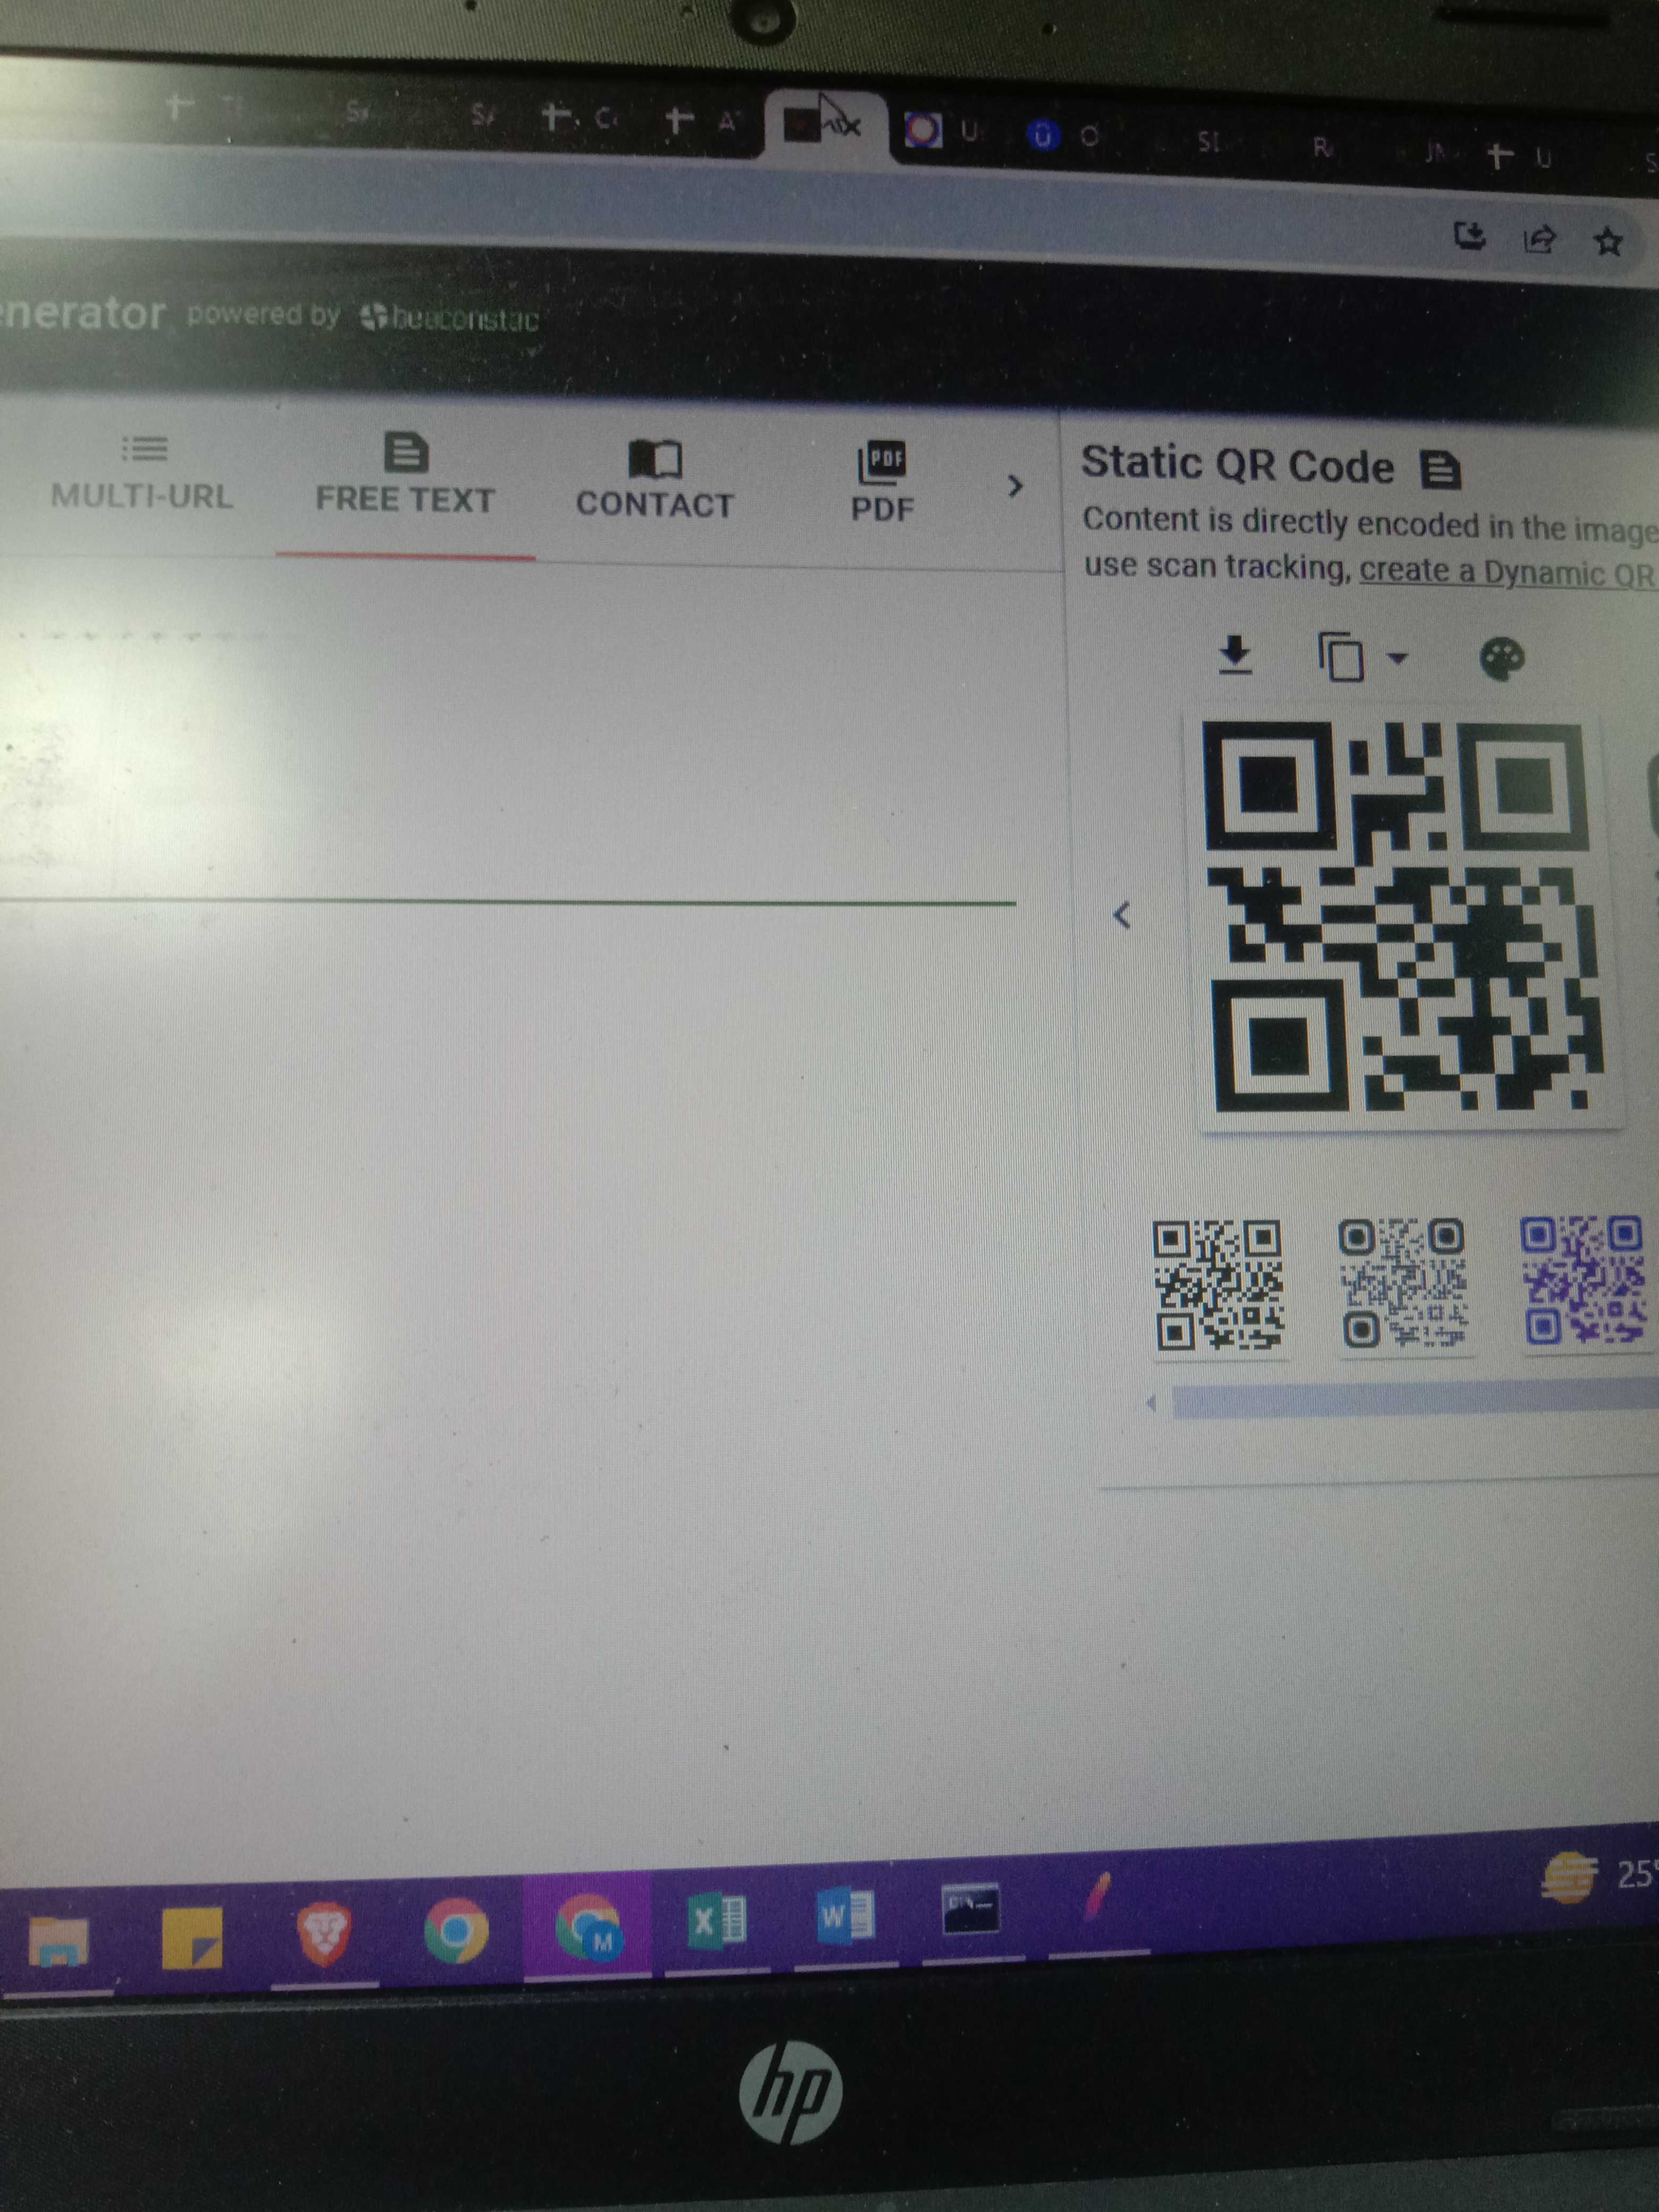 nerator powered by beaconstac
MULTI-URL
FREE TEXT
CONTACT
PDF
PDF
Static QR Code
Content is directly encoded in the image
use scan tracking, create a Dynamic QR
X
W
M
25°
hp